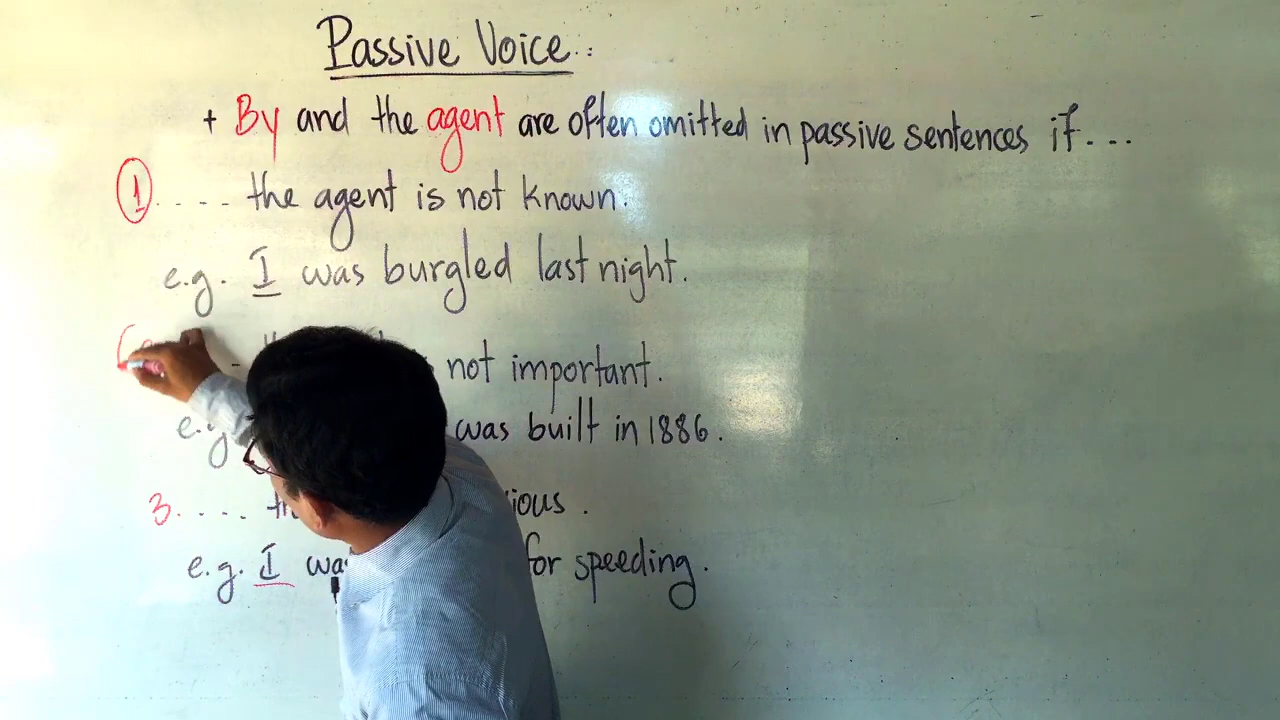 Passive Voice :
+ By and the agent are often omitted in passive sentences if . . .
1 . . . . the agent is not known.
e.g. I was burgled last night.
not important.
was built in 1886.
3. . . . .
e.g. I was for speeding.